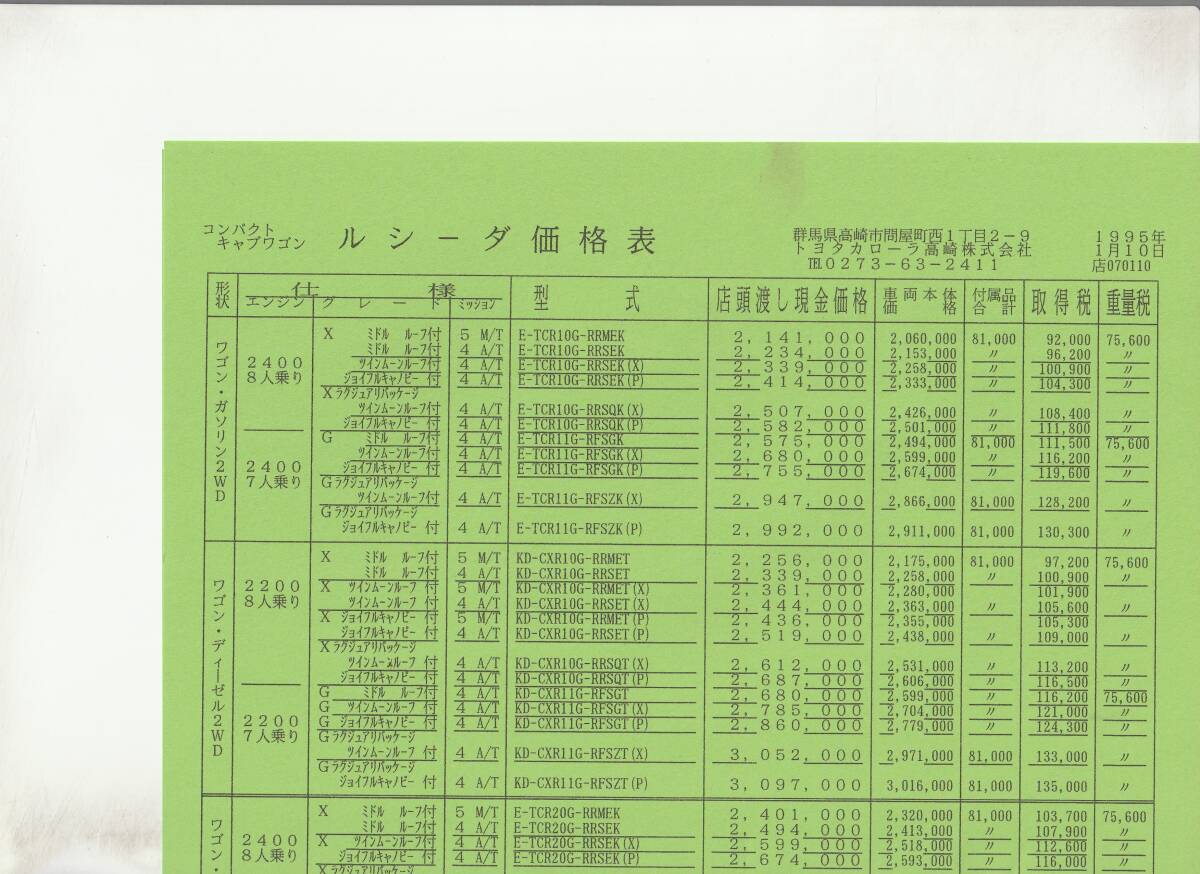 コンパクト
キャブワゴン
ルシーダ価格表
群馬県高崎市問屋町西1丁目2-9
トヨタカローラ高崎株式会社
℡0273-63-2411
1995年
1月10日
店070110
形状 仕様 型式 店頭渡し現金価格 車両本体価格 付属品合計 取得税 重量税
エンジン グレード ミッション
ワゴン・ガソリン2WD
2400
8人乗り
X ミドル ルーフ付 5 M/T E-TCR10G-RRMEK 2,141,000 2,060,000 81,000 92,000 75,600
ミドル ルーフ付 4 A/T E-TCR10G-RRSEK 2,234,000 2,153,000 〃 96,200 〃
ツインムーンルーフ付 4 A/T E-TCR10G-RRSEK(X) 2,339,000 2,258,000 〃 100,900 〃
ジョイフルキャノピー 付 4 A/T E-TCR10G-RRSEK(P) 2,414,000 2,333,000 〃 104,300 〃
Xラグジュアリパッケージ
ツインムーンルーフ付 4 A/T E-TCR10G-RRSQK(X) 2,507,000 2,426,000 〃 108,400 〃
ジョイフルキャノピー 付 4 A/T E-TCR10G-RRSQK(P) 2,582,000 2,501,000 〃 111,800 〃
2400
7人乗り
G ミドル ルーフ付 4 A/T E-TCR11G-RFSGK 2,575,000 2,494,000 81,000 111,500 75,600
ツインムーンルーフ付 4 A/T E-TCR11G-RFSGK(X) 2,680,000 2,599,000 〃 116,200 〃
ジョイフルキャノピー 付 4 A/T E-TCR11G-RFSGK(P) 2,755,000 2,674,000 〃 119,600 〃
Gラグジュアリパッケージ
ツインムーンルーフ付 4 A/T E-TCR11G-RFSZK(X) 2,947,000 2,866,000 81,000 128,200 〃
Gラグジュアリパッケージ
ジョイフルキャノピー 付 4 A/T E-TCR11G-RFSZK(P) 2,992,000 2,911,000 81,000 130,300 〃
ワゴン・ディーゼル2WD
2200
8人乗り
X ミドル ルーフ付 5 M/T KD-CXR10G-RRMET 2,256,000 2,175,000 81,000 97,200 75,600
ミドル ルーフ付 4 A/T KD-CXR10G-RRSET 2,339,000 2,258,000 〃 100,900 〃
X ツインムーンルーフ 付 5 M/T KD-CXR10G-RRMET(X) 2,361,000 2,280,000 101,900
ツインムーンルーフ 付 4 A/T KD-CXR10G-RRSET(X) 2,444,000 2,363,000 〃 105,600 〃
X ジョイフルキャノピー 付 5 M/T KD-CXR10G-RRMET(P) 2,436,000 2,355,000 105,300
ジョイフルキャノピー 付 4 A/T KD-CXR10G-RRSET(P) 2,519,000 2,438,000 〃 109,000 〃
Xラグジュアリパッケージ
ツインムーンルーフ 付 4 A/T KD-CXR10G-RRSQT(X) 2,612,000 2,531,000 〃 113,200 〃
ジョイフルキャノピー 付 4 A/T KD-CXR10G-RRSQT(P) 2,687,000 2,606,000 〃 116,500 〃
2200
7人乗り
G ミドル ルーフ付 4 A/T KD-CXR11G-RFSGT 2,680,000 2,599,000 〃 116,200 75,600
G ツインムーンルーフ付 4 A/T KD-CXR11G-RFSGT(X) 2,785,000 2,704,000 〃 121,000 〃
G ジョイフルキャノピー付 4 A/T KD-CXR11G-RFSGT(P) 2,860,000 2,779,000 〃 124,300 〃
Gラグジュアリパッケージ
ツインムーンルーフ 付 4 A/T KD-CXR11G-RFSZT(X) 3,052,000 2,971,000 81,000 133,000 〃
Gラグジュアリパッケージ
ジョイフルキャノピー 付 4 A/T KD-CXR11G-RFSZT(P) 3,097,000 3,016,000 81,000 135,000 〃
ワゴン・
2400
8人乗り
X ミドル ルーフ付 5 M/T E-TCR20G-RRMEK 2,401,000 2,320,000 81,000 103,700 75,600
ミドル ルーフ付 4 A/T E-TCR20G-RRSEK 2,494,000 2,413,000 〃 107,900 〃
X ツインムーンルーフ付 4 A/T E-TCR20G-RRSEK(X) 2,599,000 2,518,000 〃 112,600 〃
ジョイフルキャノピー 付 4 A/T E-TCR20G-RRSEK(P) 2,674,000 2,593,000 〃 116,000 〃
Xラグジュアリパッケージ